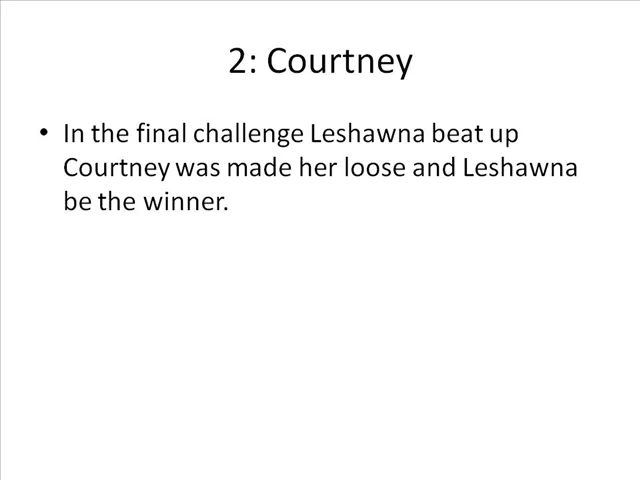 2: Courtney
• In the final challenge Leshawna beat up
Courtney was made her loose and Leshawna
be the winner.